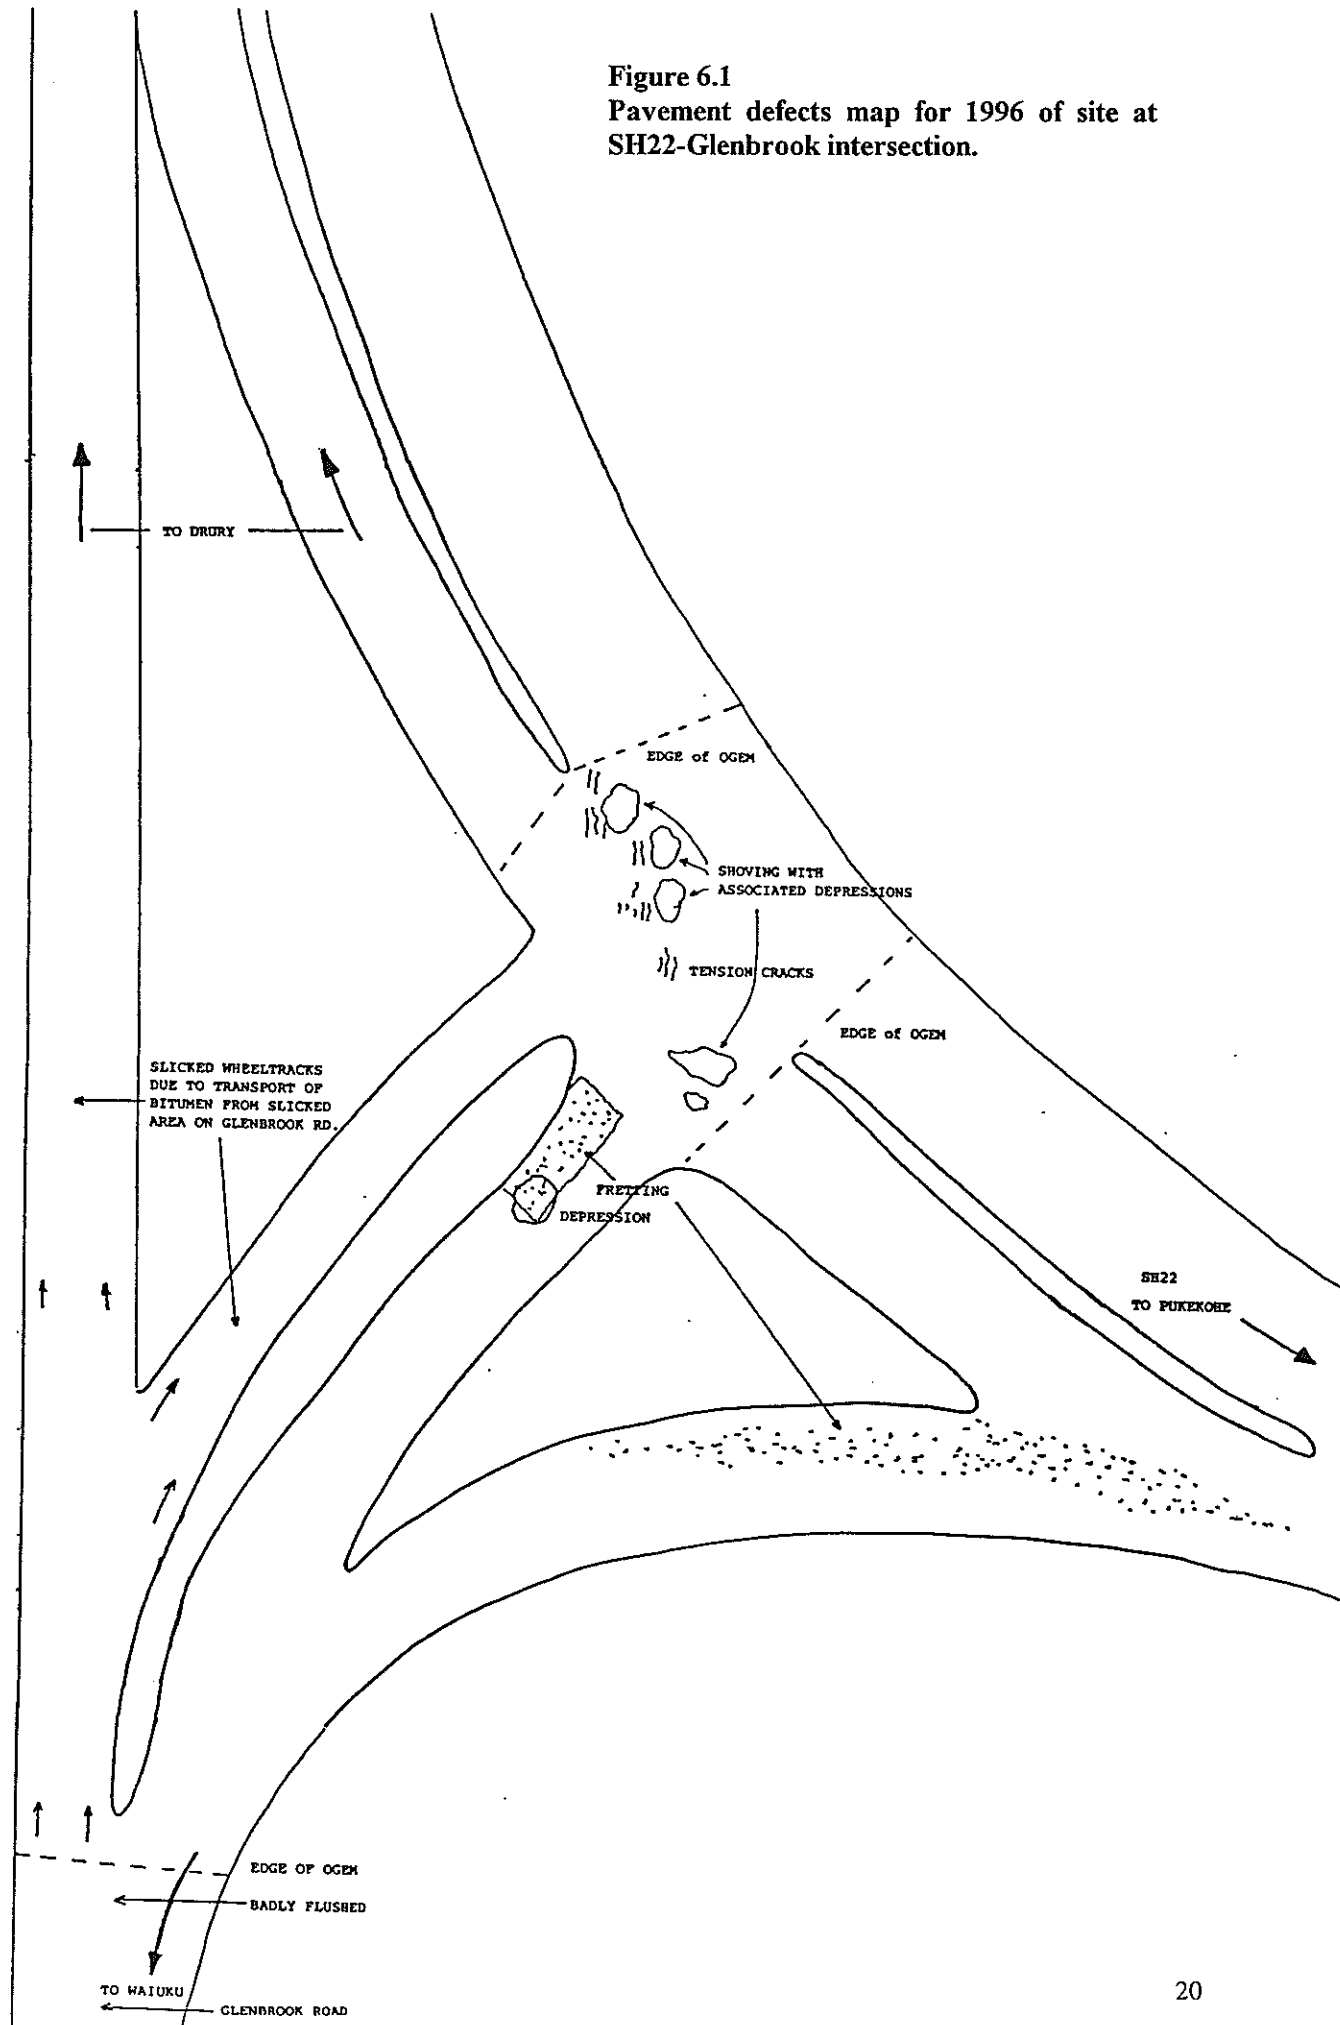 Figure 6.1
Pavement defects map for 1996 of site at
SH22-Glenbrook intersection.
TO DRURY
EDGE of OGEM
SHOVING WITH
ASSOCIATED DEPRESSIONS
TENSION CRACKS
EDGE of OGEM
SLICKED WHEELTRACKS
DUE TO TRANSPORT OF
BITUMEN FROM SLICKED
AREA ON GLENBROOK RD.
FRETTING
DEPRESSION
SH22
TO PUKEKOHE
EDGE OF OGEM
BADLY FLUSHED
TO WAIUKU
GLENBROOK ROAD
20